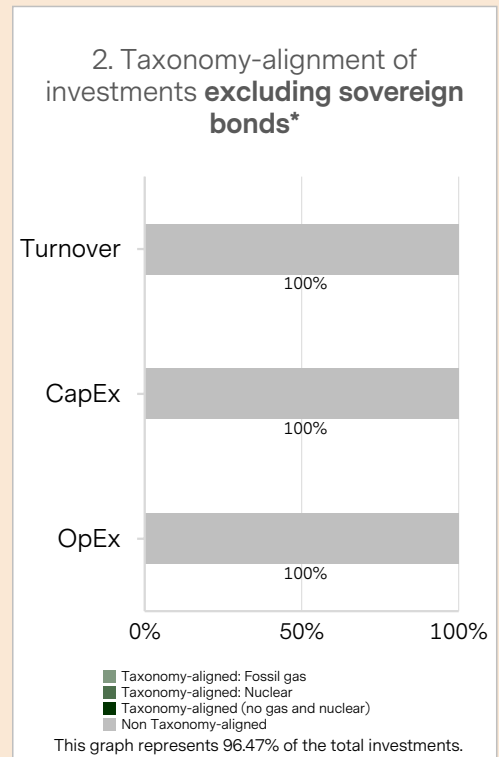 2. Taxonomy-alignment of
investments excluding sovereign
bonds*
Turnover
100%
CapEx
100%
OpEx
100%
0% 50% 100%
Taxonomy-aligned: Fossil gas
Taxonomy-aligned: Nuclear
Taxonomy-aligned (no gas and nuclear)
Non Taxonomy-aligned
This graph represents 96.47% of the total investments.